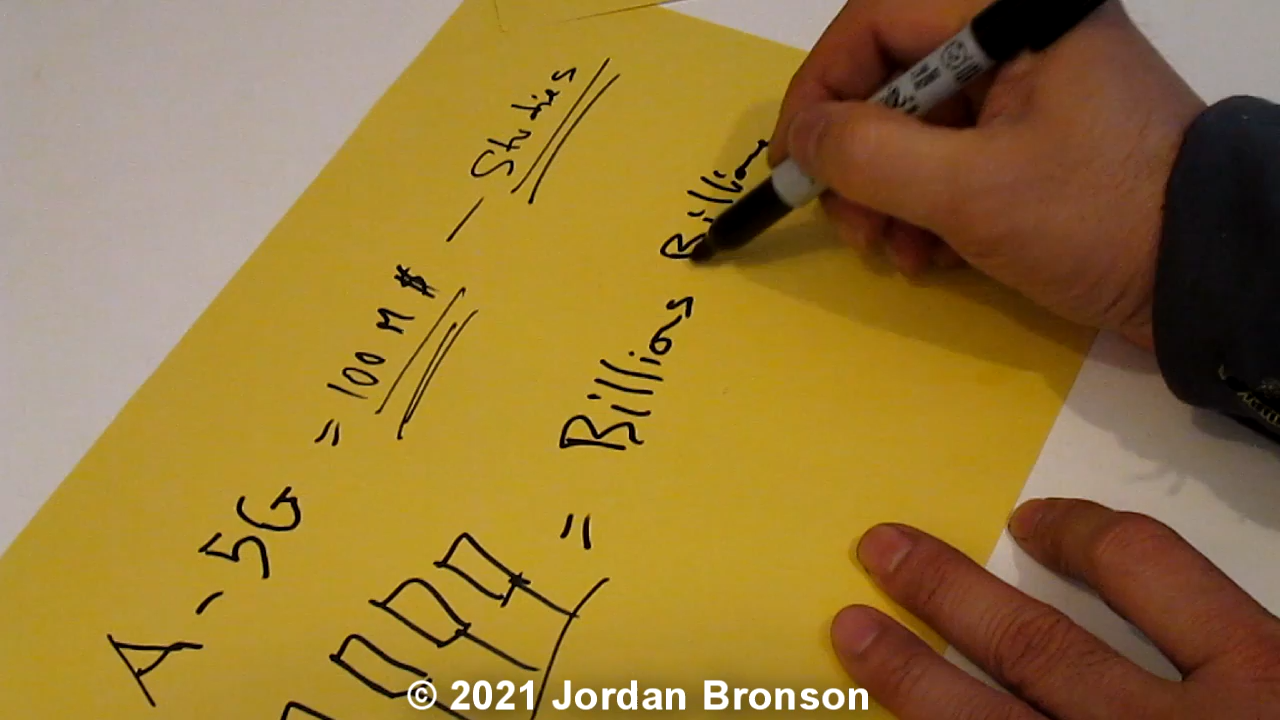 A - 5G = 100 M $ - Studies
= Billions Billions
© 2021 Jordan Bronson